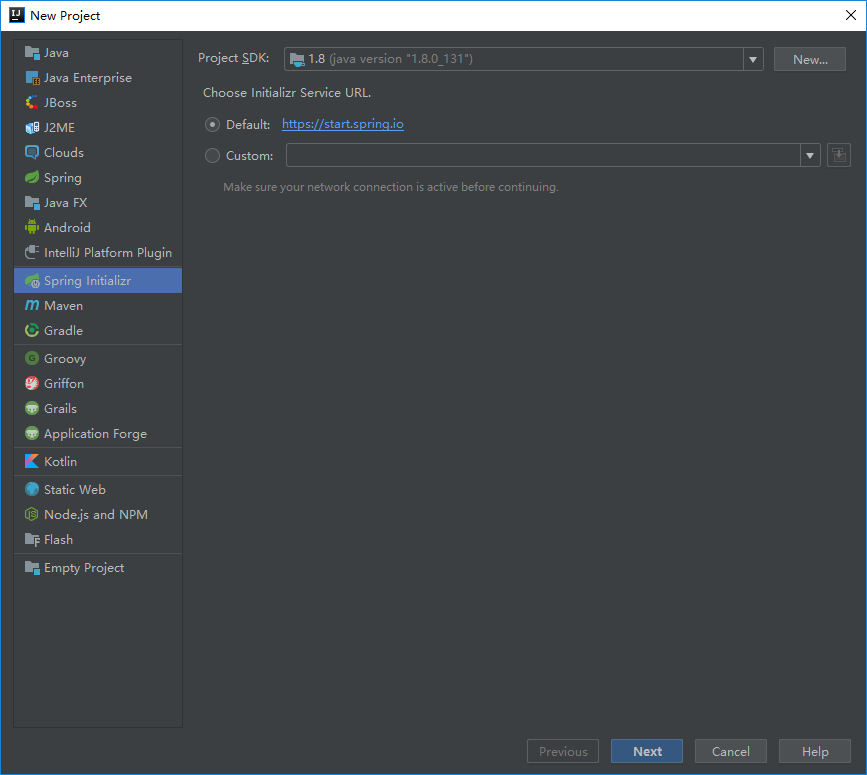 New Project
Java
Java Enterprise
JBoss
J2ME
Clouds
Spring
Java FX
Android
IntelliJ Platform Plugin
Spring Initializr
Maven
Gradle
Groovy
Griffon
Grails
Application Forge
Kotlin
Static Web
Node.js and NPM
Flash
Empty Project
Project SDK: 1.8 (java version "1.8.0_131") New...
Choose Initializr Service URL.
Default: https://start.spring.io
Custom:
Make sure your network connection is active before continuing.
Previous Next Cancel Help